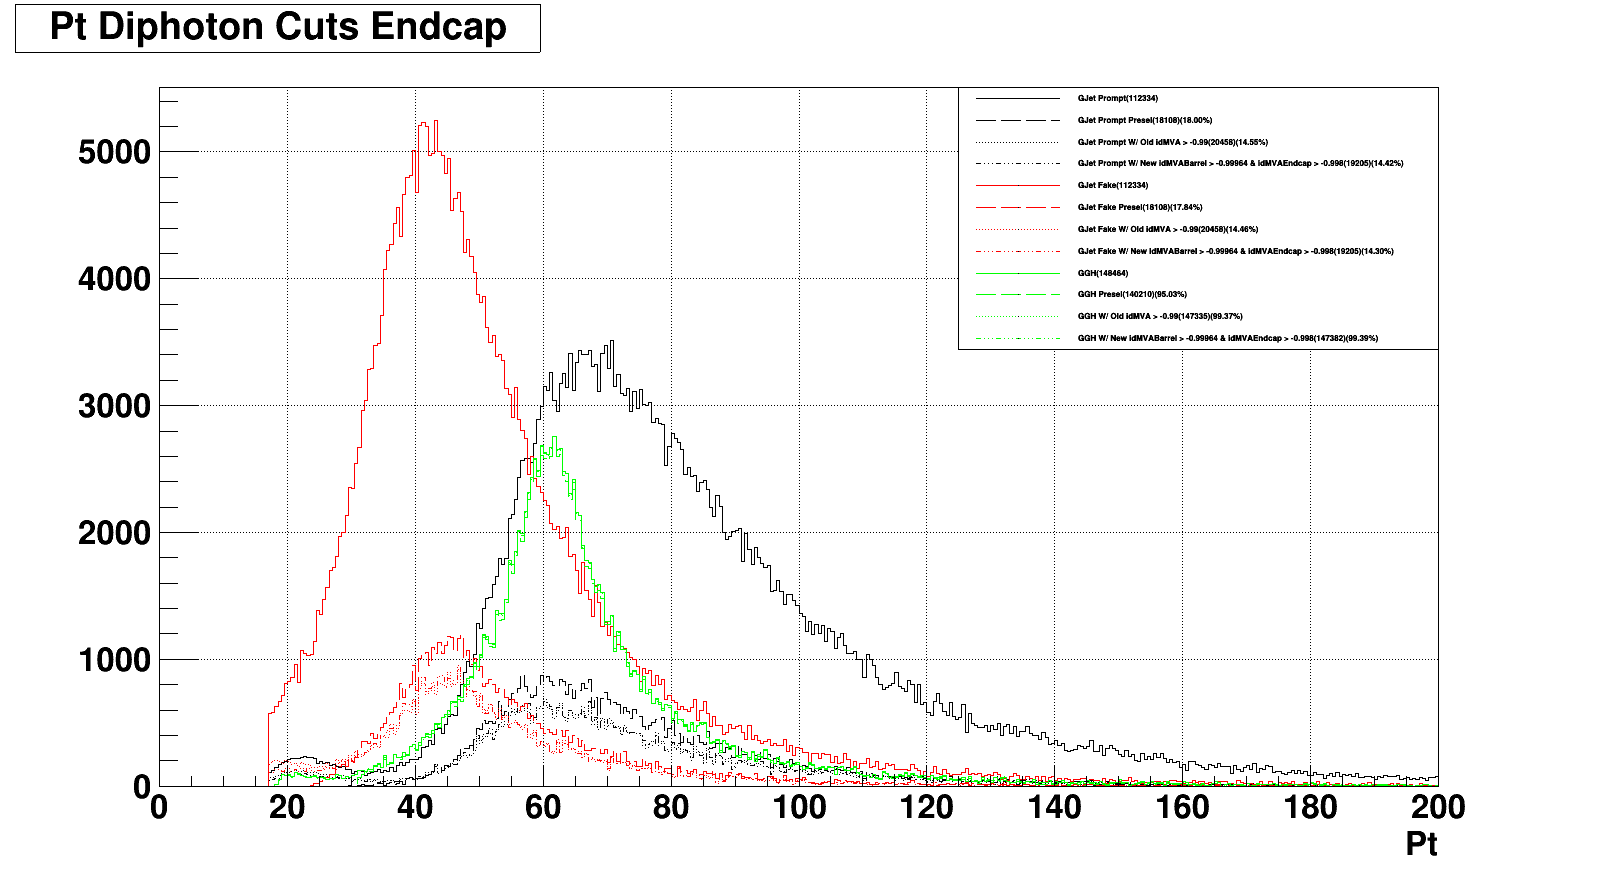 Pt Diphoton Cuts Endcap
GJet Prompt(112334)
GJet Prompt Presel(18108)(18.00%)
GJet Prompt W/ Old idMVA > -0.99(20458)(14.55%)
GJet Prompt W/ New idMVABarrel > -0.99964 & idMVAEndcap > -0.998(19205)(14.42%)
GJet Fake(112334)
GJet Fake Presel(18108)(17.84%)
GJet Fake W/ Old idMVA > -0.99(20458)(14.46%)
GJet Fake W/ New idMVABarrel > -0.99964 & idMVAEndcap > -0.998(19205)(14.30%)
GGH(148464)
GGH Presel(140210)(95.03%)
GGH W/ Old idMVA > -0.99(147335)(99.37%)
GGH W/ New idMVABarrel > -0.99964 & idMVAEndcap > -0.998(147382)(99.39%)
5000
4000
3000
2000
1000
0
0 20 40 60 80 100 120 140 160 180 200
Pt